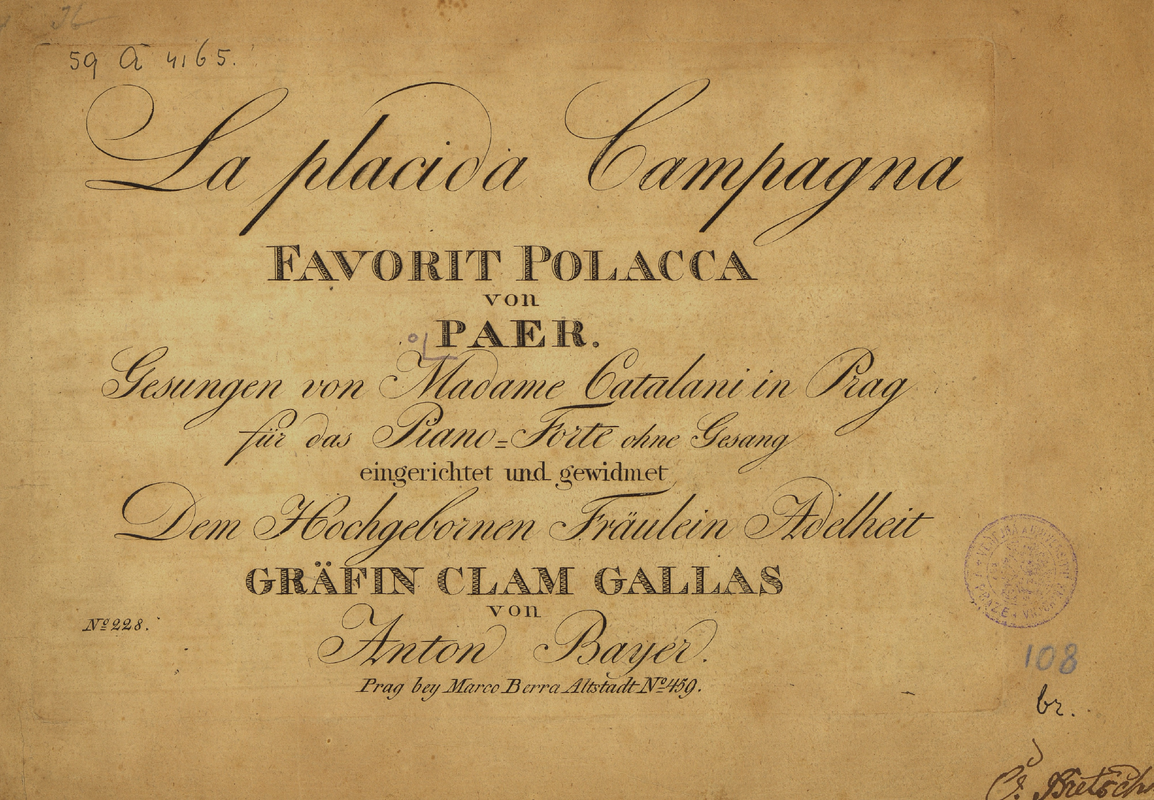 59 A 4165.
La placida Campagna
FAVORIT POLACCA
von
PAER.
Gesungen von Madame Catalani in Prag
für das Piano=Forte ohne Gesang
eingerichtet und gewidmet
Dem Hochgebornen Fräulein Adelheit
GRÄFIN CLAM GALLAS
von
Nº 228.
Anton Bayer.
Prag bey Marco Berra Altstadt Nº 459.
108
br.